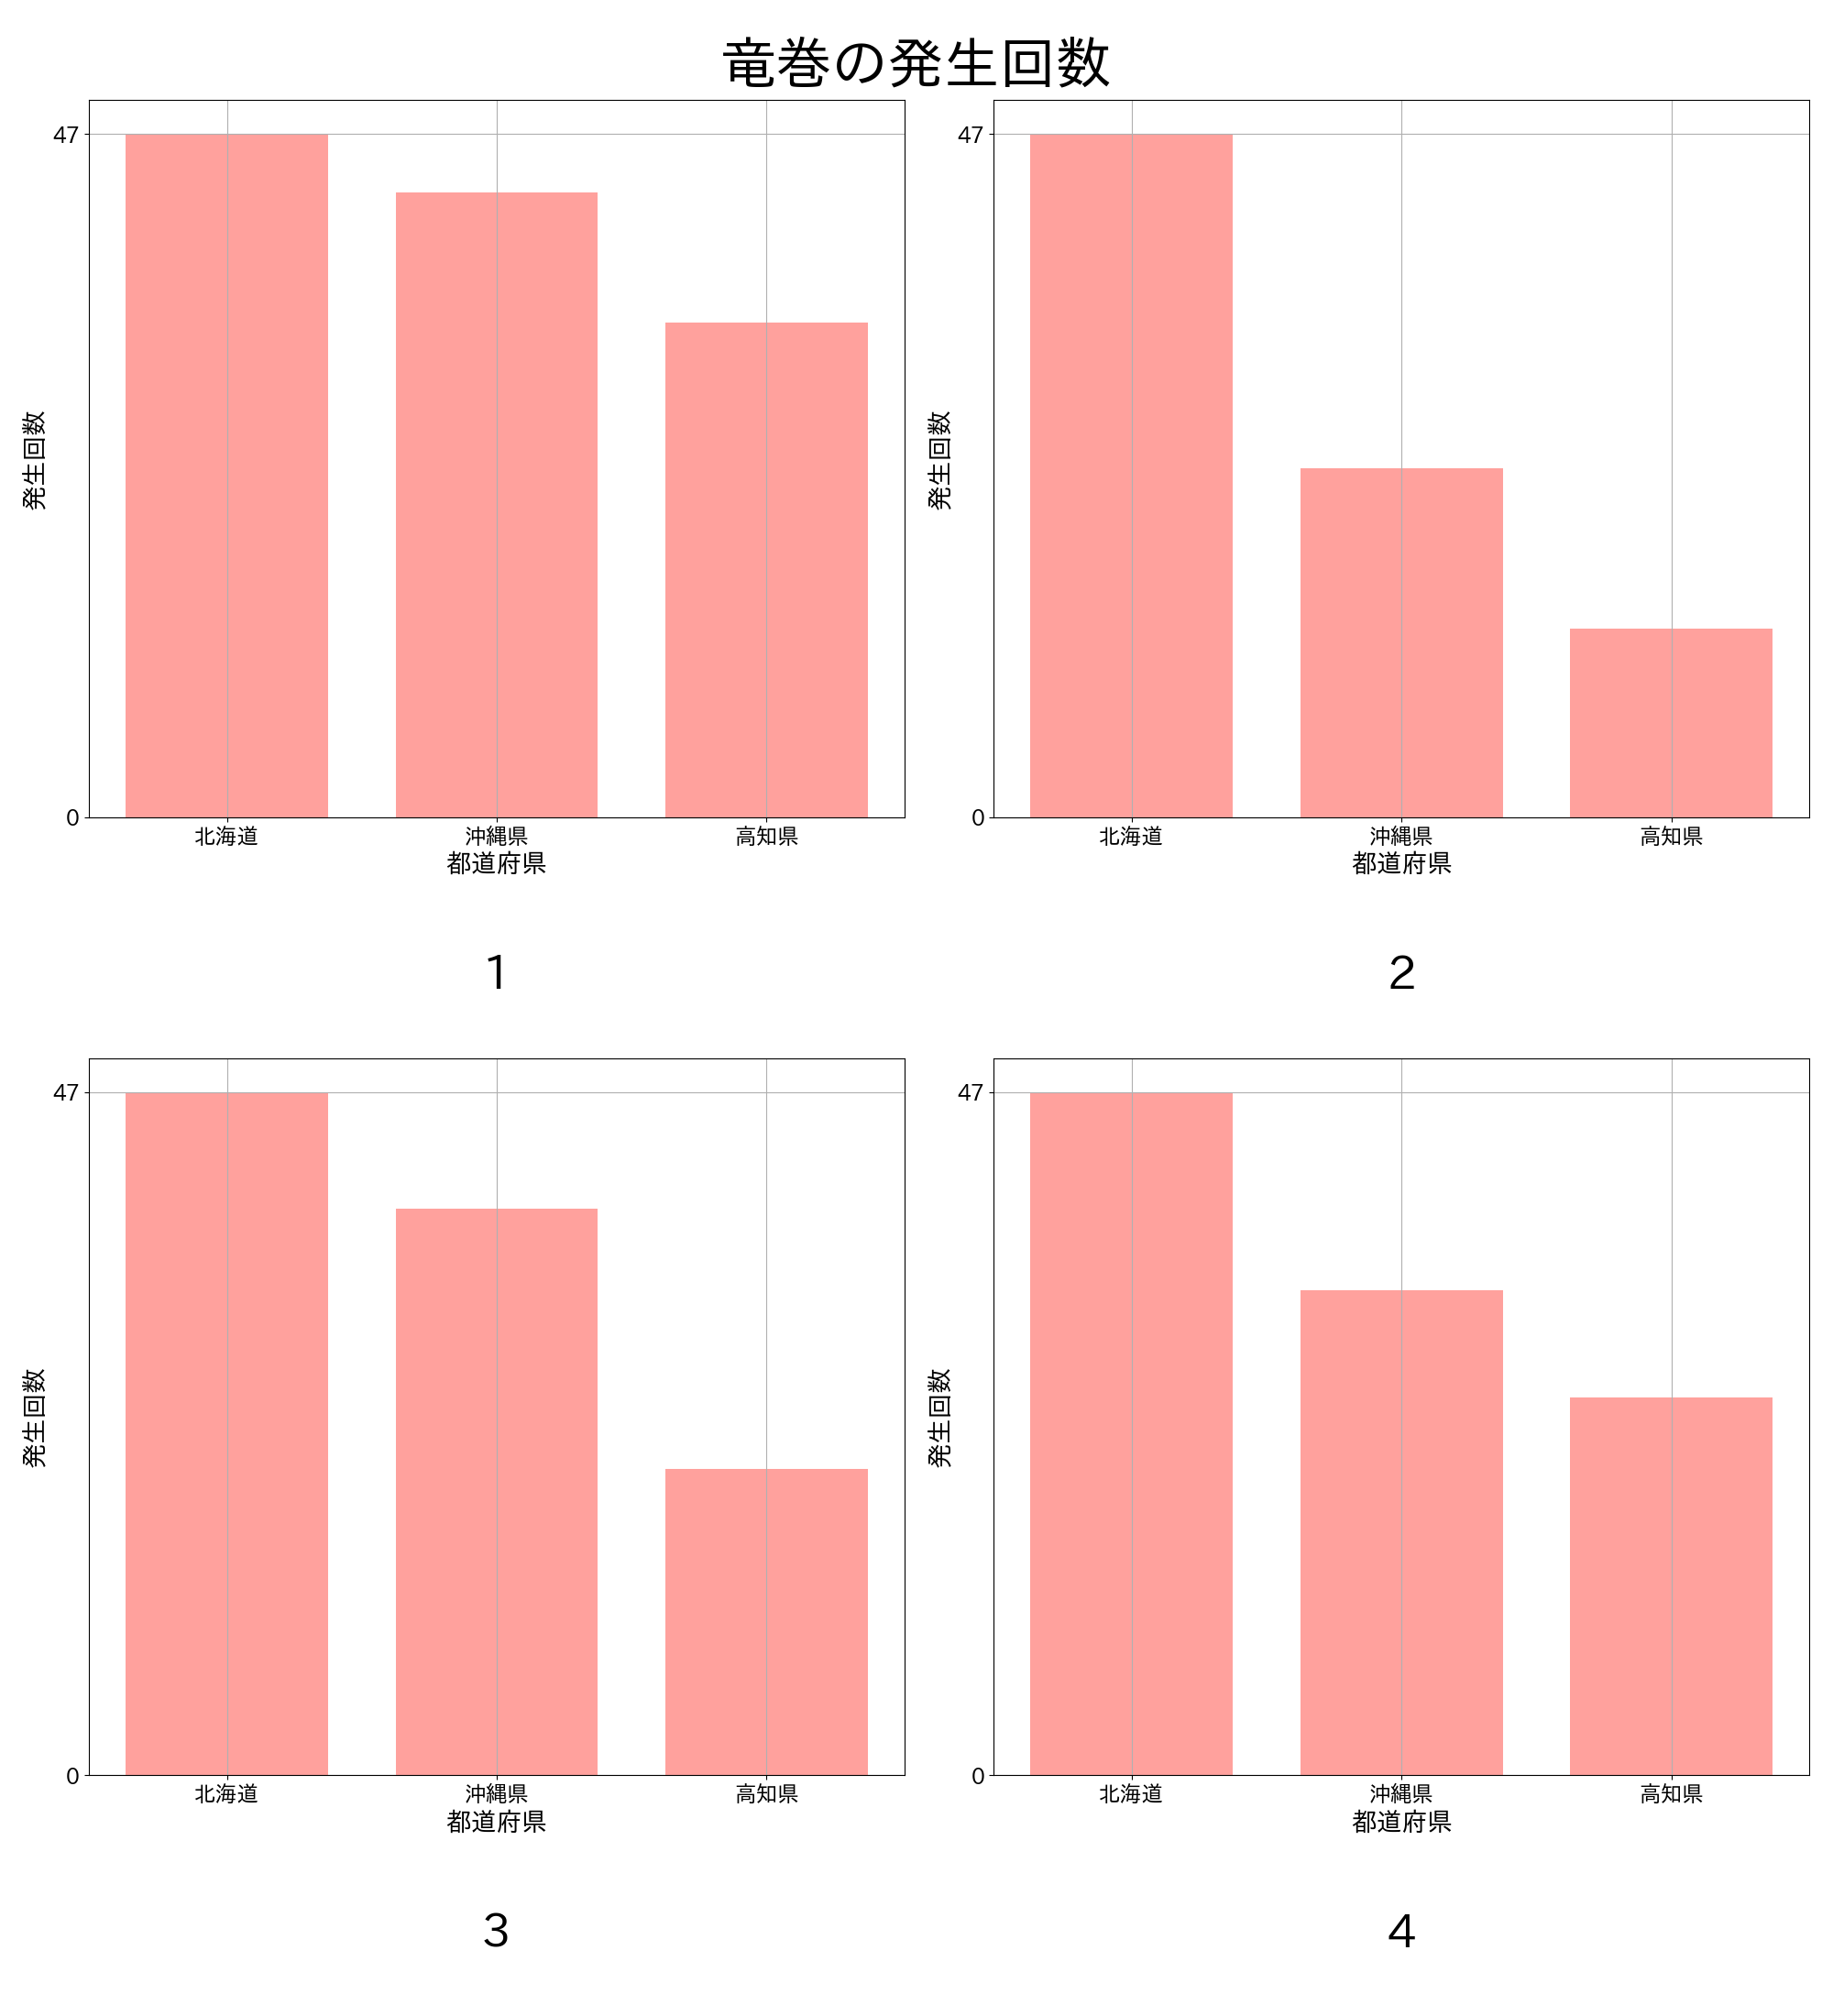 竜巻の発生回数
47
0
発生回数
北海道 沖縄県 高知県
都道府県
1
47
0
発生回数
北海道 沖縄県 高知県
都道府県
2
47
0
発生回数
北海道 沖縄県 高知県
都道府県
3
47
0
発生回数
北海道 沖縄県 高知県
都道府県
4